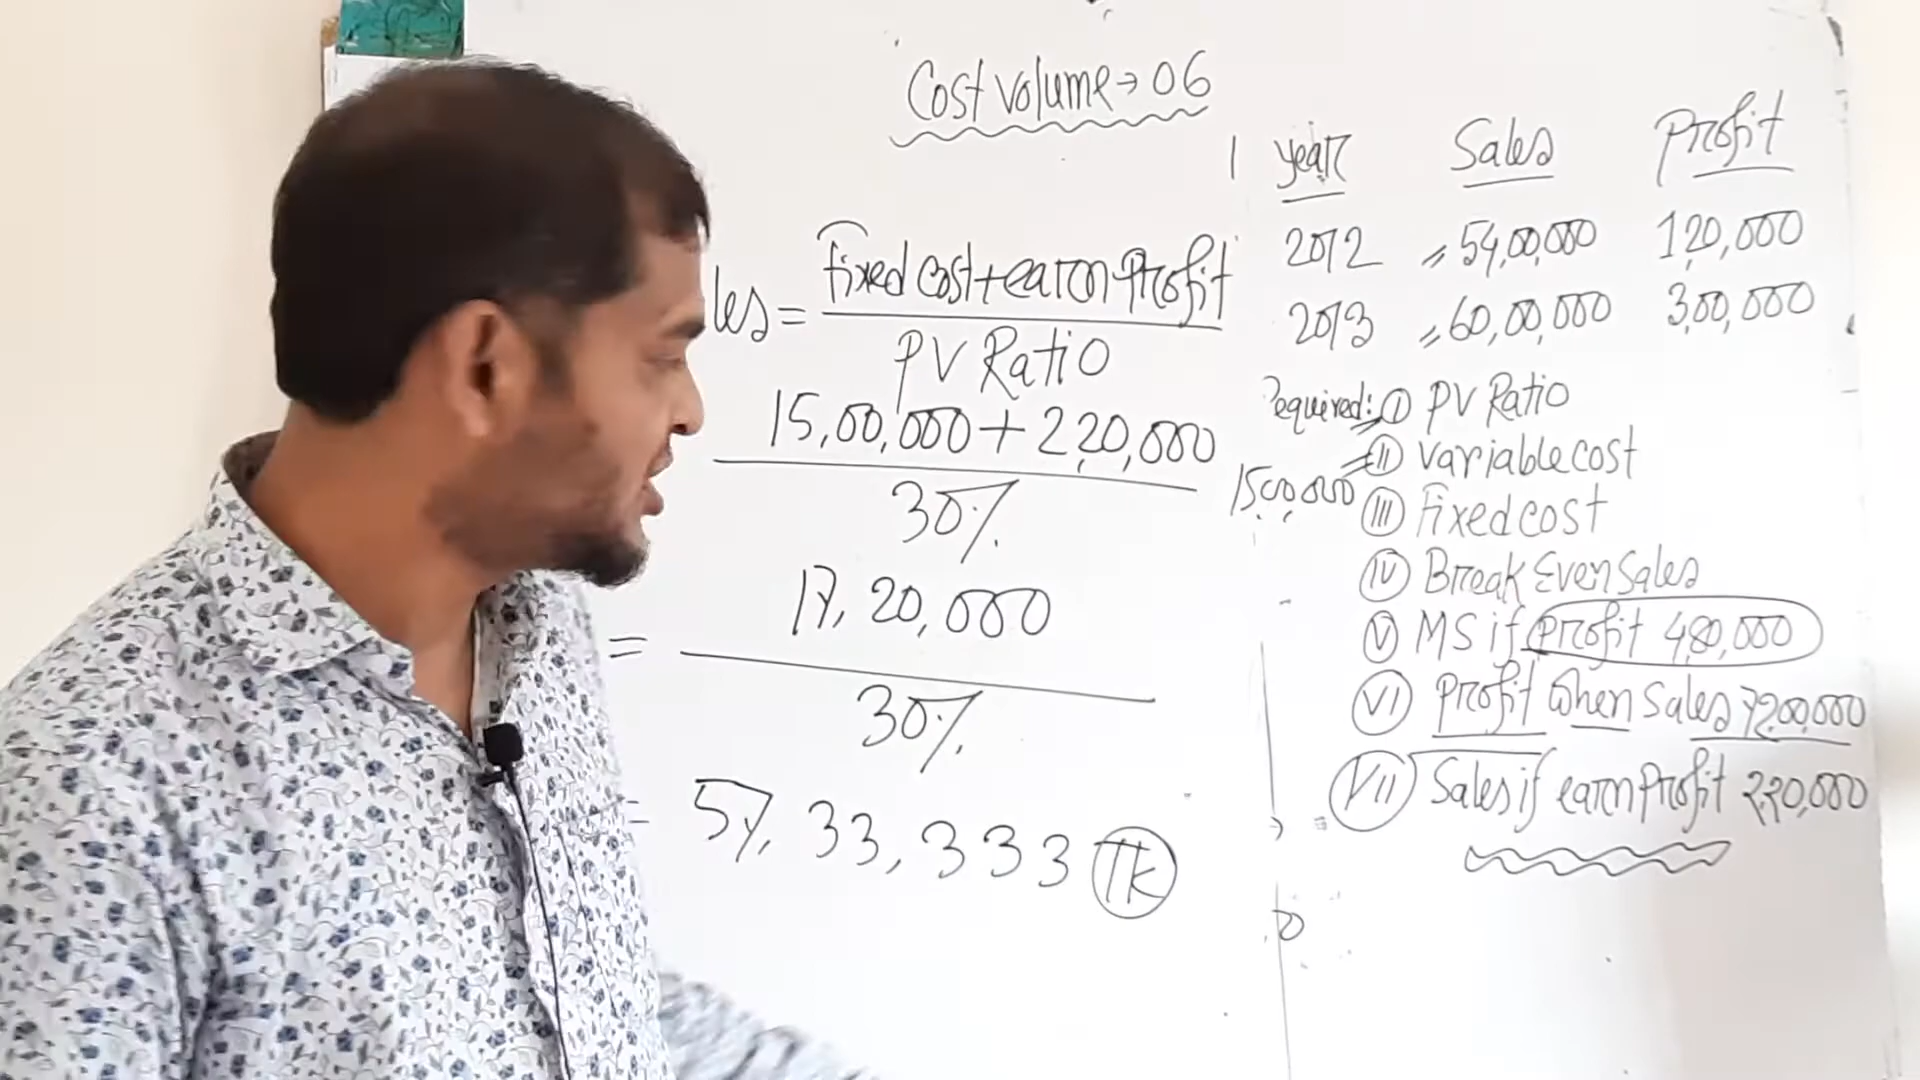 Cost volume → 06
les = fixed cost + earn Profit
PV Ratio
15,00,000 + 2,20,000
30%
= 17,20,000
30%
= 57,33,333 TK
year Sales Profit
2012 54,00,000 1,20,000
2013 60,00,000 3,00,000
Required: (I) PV Ratio
(II) variable cost
1500,000
(III) Fixed cost
(IV) Break Even Sales
(V) MS if Profit 4,80,000
(VI) Profit when Sales 7200,000
(VII) Sales if earn Profit 2,20,000